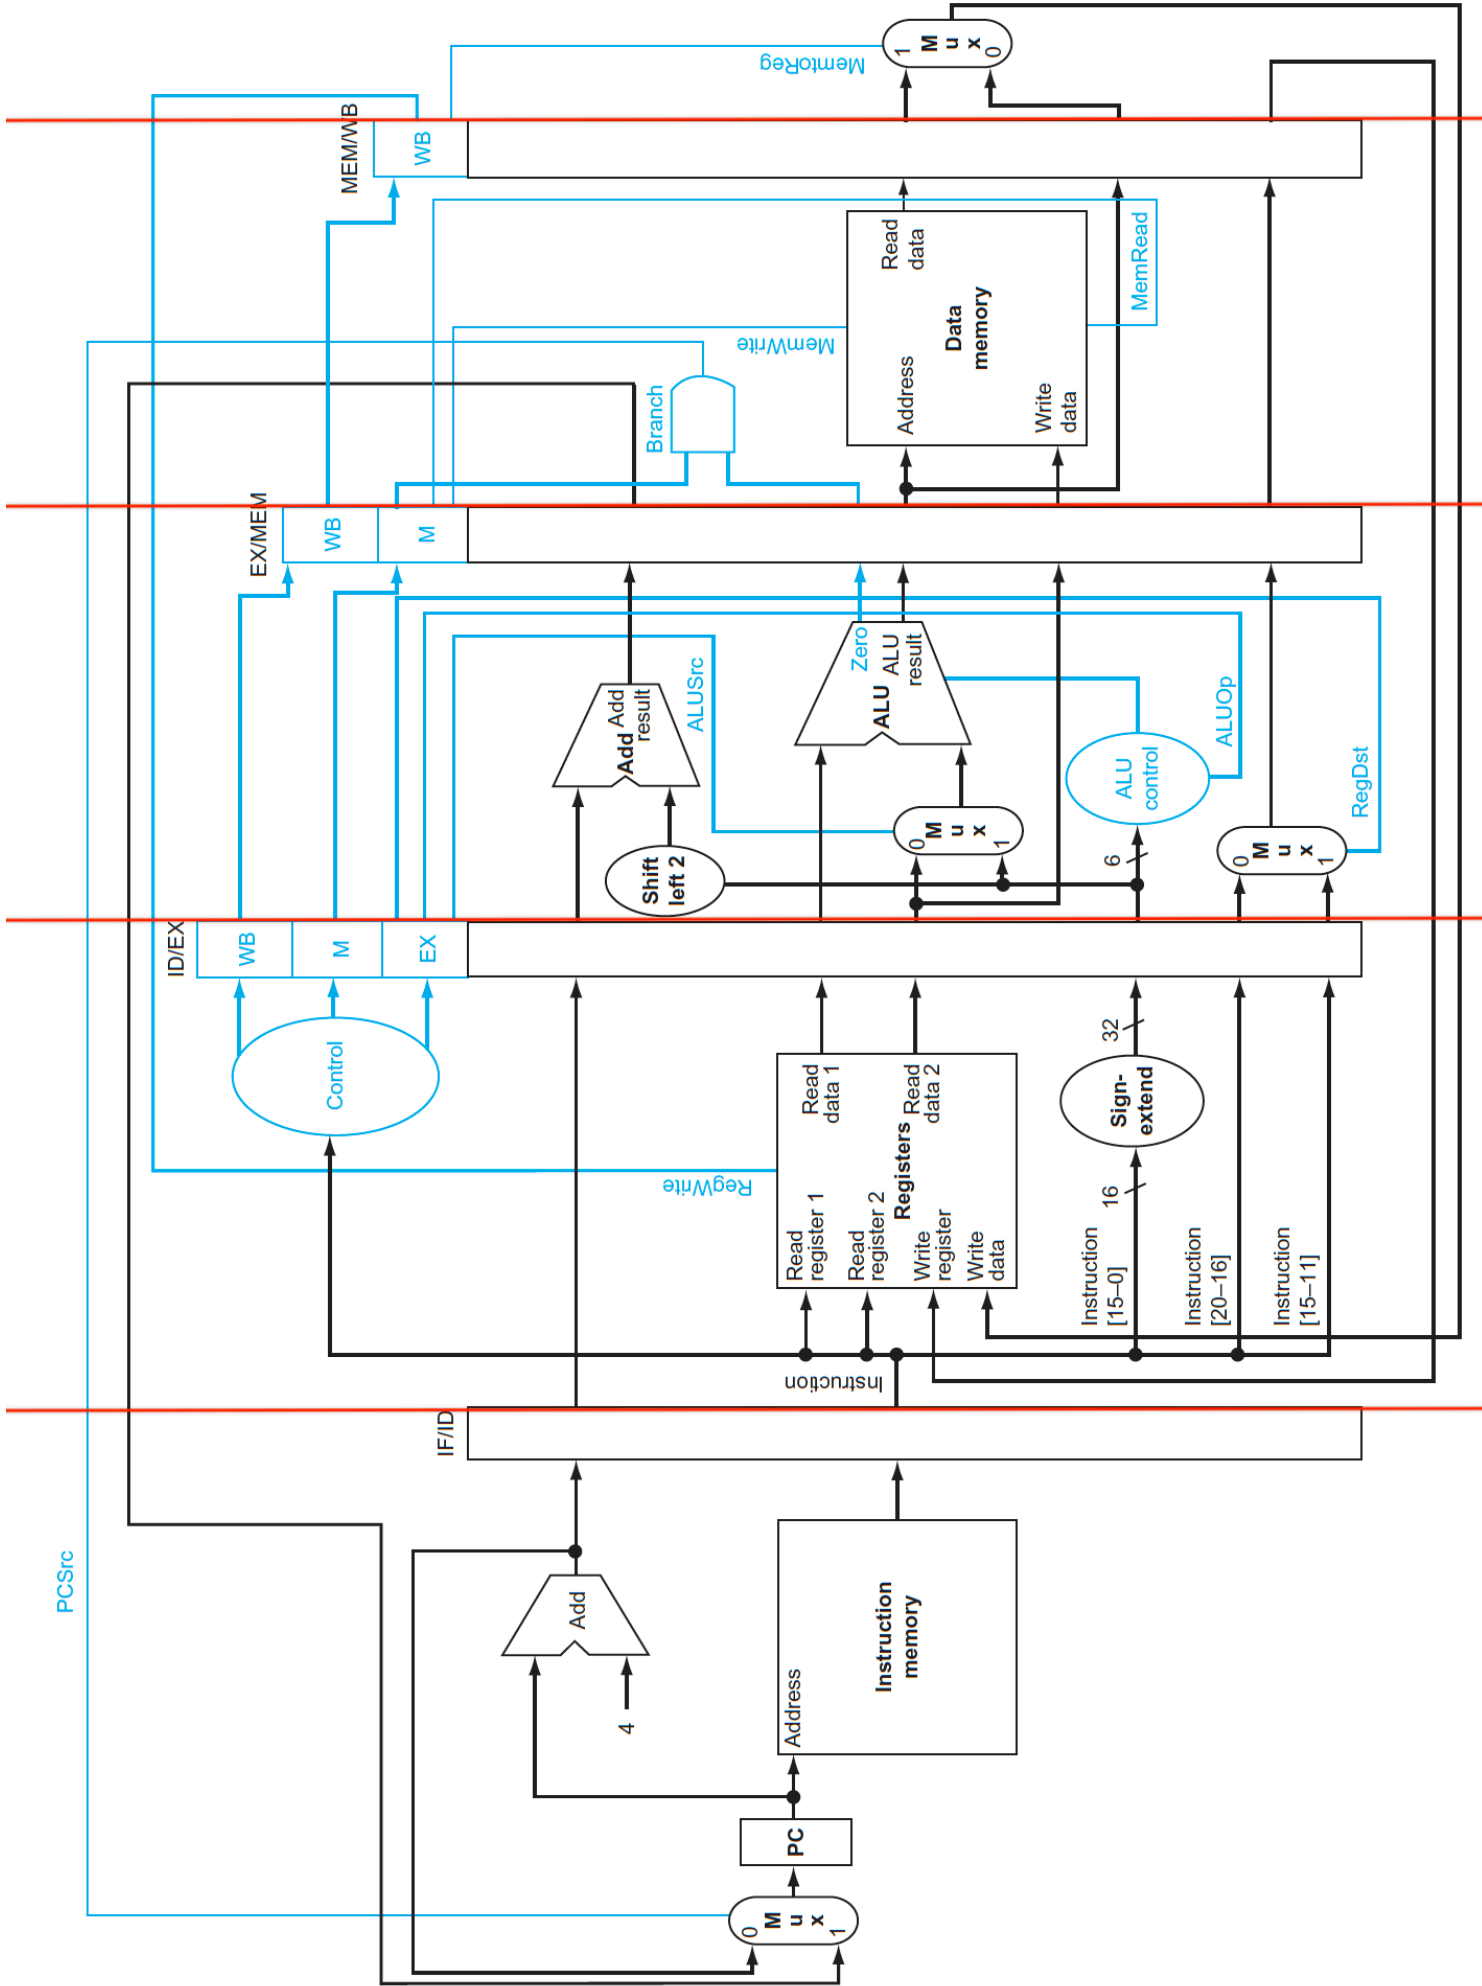 PCSrc
ID/EX
WB
EX/MEM
Control
M
WB
MEM/WB
EX
M
WB
IF/ID
Add
Add
Add
result
4
Shift
left 2
Branch
ALUSrc
RegWrite
MemWrite
MemtoReg
0
M
u
x
1
PC
Address
Instruction
memory
Instruction
Read
register 1
Read
register 2
Registers
Write
register
Write
data
Read
data 1
Read
data 2
0
M
u
x
1
Zero
ALU
ALU
result
Address
Data
memory
Write
data
Read
data
1
M
u
x
0
Instruction
[15–0]
16
Sign-
extend
32
6
ALU
control
MemRead
Instruction
[20–16]
ALUOp
Instruction
[15–11]
0
M
u
x
1
RegDst